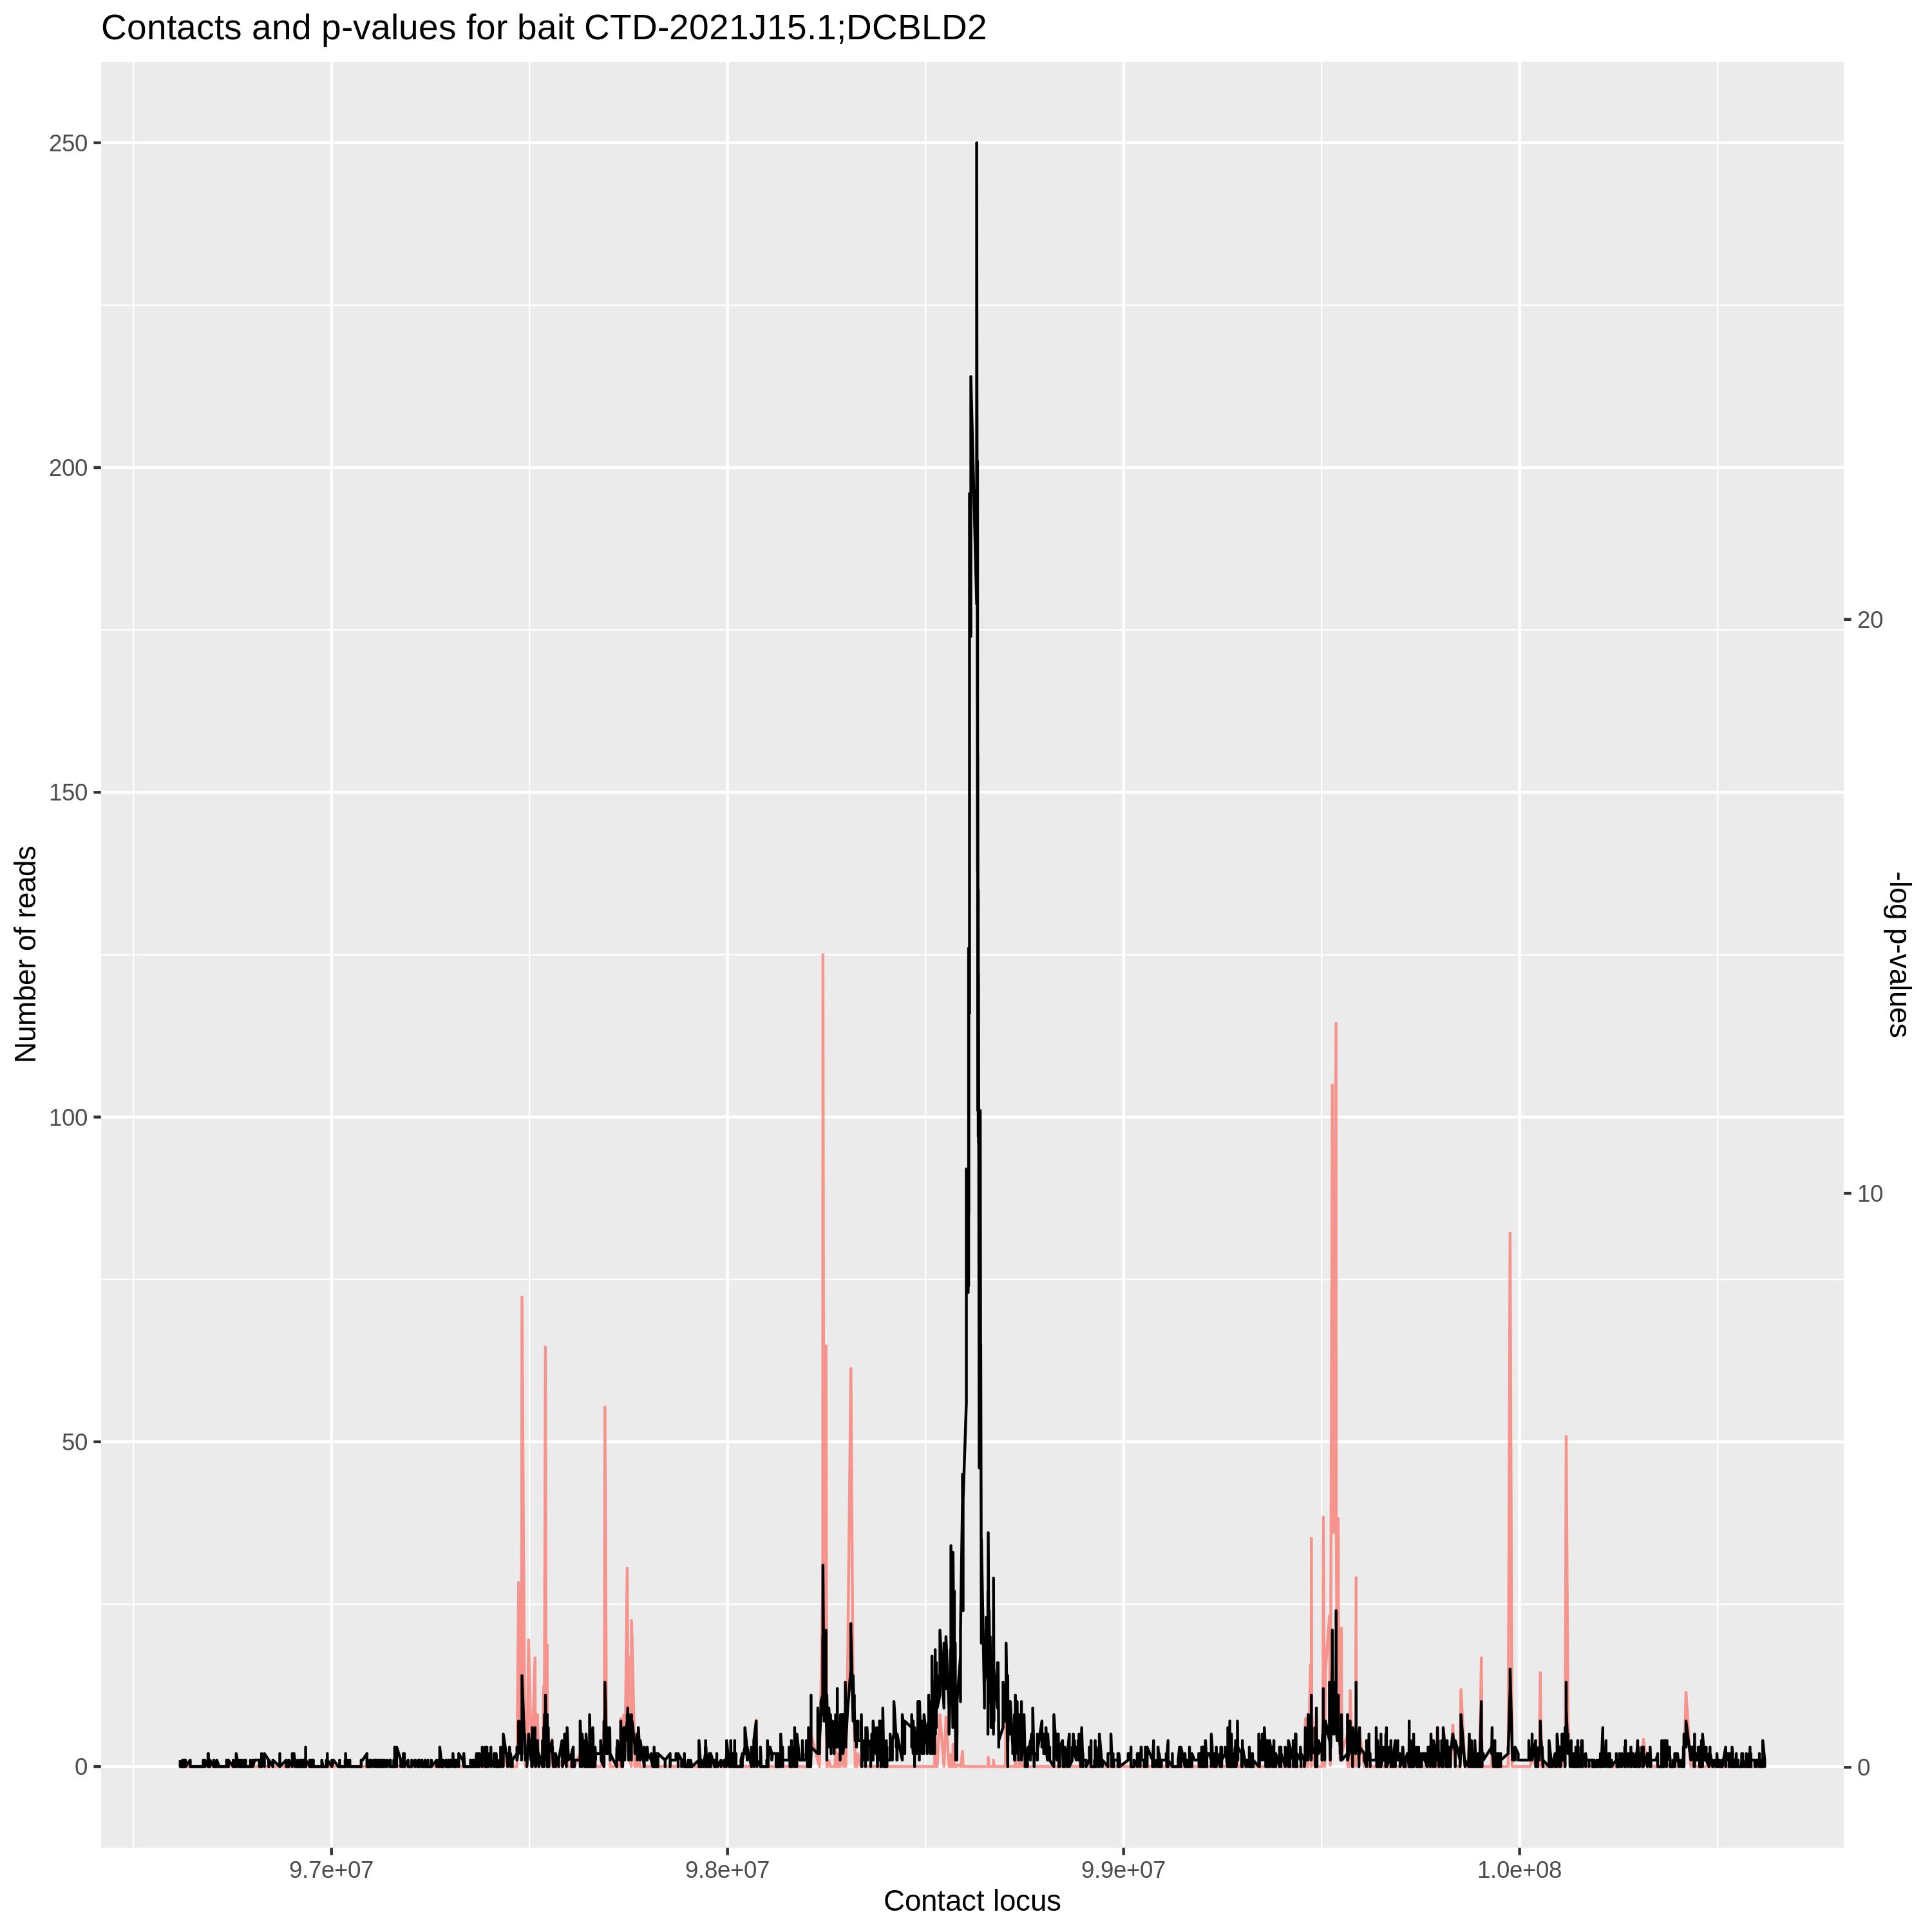 Contacts and p-values for bait CTD-2021J15.1;DCBLD2
250
200
150
100
50
0
Number of reads
20
10
0
-log p-values
9.7e+07
9.8e+07
9.9e+07
1.0e+08
Contact locus